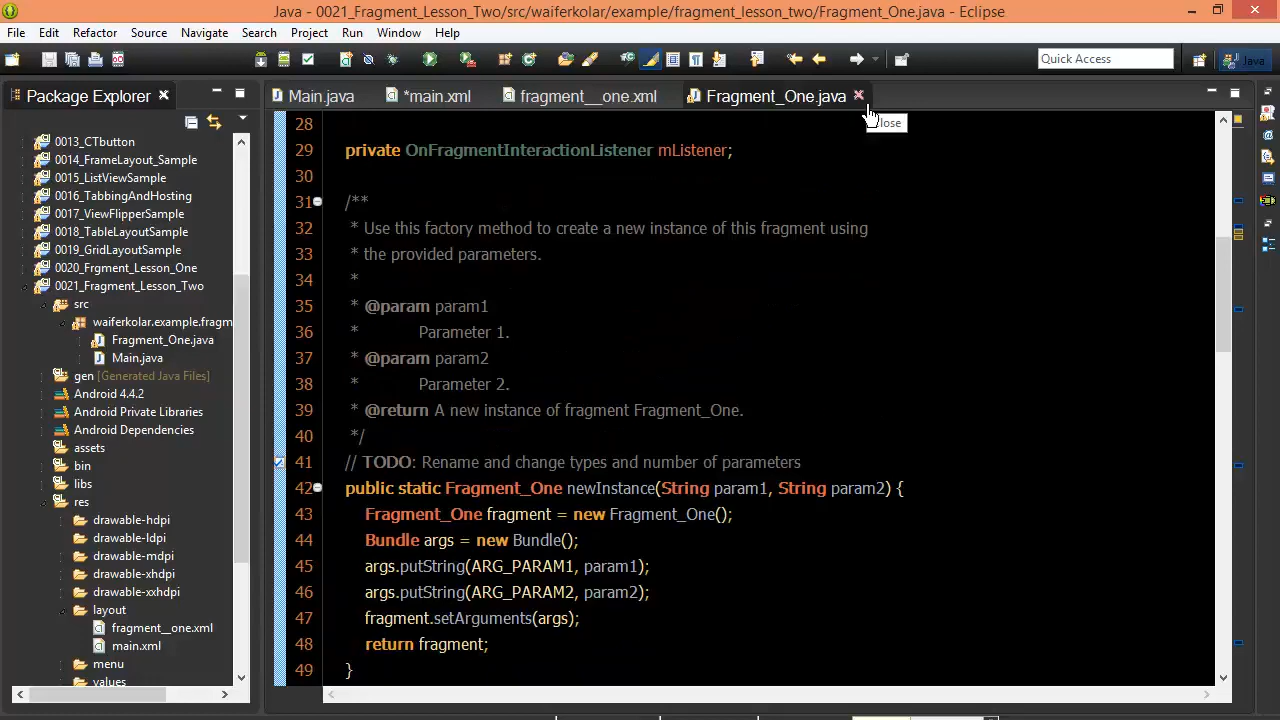 Java - 0021_Fragment_Lesson_Two/src/waiferkolar/example/fragment_lesson_two/Fragment_One.java - Eclipse
File Edit Refactor Source Navigate Search Project Run Window Help
Quick Access
Java
Package Explorer
Main.java
*main.xml
fragment__one.xml
Fragment_One.java
Close
0013_CTbutton
0014_FrameLayout_Sample
0015_ListViewSample
0016_TabbingAndHosting
0017_ViewFlipperSample
0018_TableLayoutSample
0019_GridLayoutSample
0020_Frgment_Lesson_One
0021_Fragment_Lesson_Two
src
waiferkolar.example.fragm
Fragment_One.java
Main.java
gen [Generated Java Files]
Android 4.4.2
Android Private Libraries
Android Dependencies
assets
bin
libs
res
drawable-hdpi
drawable-ldpi
drawable-mdpi
drawable-xhdpi
drawable-xxhdpi
layout
fragment__one.xml
main.xml
menu
values
28
29 private OnFragmentInteractionListener mListener;
30
31 /**
32 * Use this factory method to create a new instance of this fragment using
33 * the provided parameters.
34 *
35 * @param param1
36 * Parameter 1.
37 * @param param2
38 * Parameter 2.
39 * @return A new instance of fragment Fragment_One.
40 */
41 // TODO: Rename and change types and number of parameters
42 public static Fragment_One newInstance(String param1, String param2) {
43 Fragment_One fragment = new Fragment_One();
44 Bundle args = new Bundle();
45 args.putString(ARG_PARAM1, param1);
46 args.putString(ARG_PARAM2, param2);
47 fragment.setArguments(args);
48 return fragment;
49 }